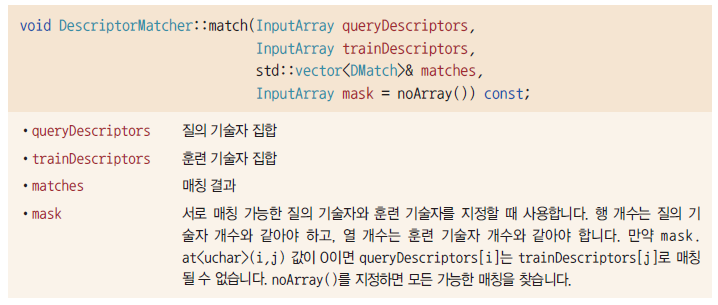 void DescriptorMatcher::match(InputArray queryDescriptors,
InputArray trainDescriptors,
std::vector<DMatch>& matches,
InputArray mask = noArray()) const;
• queryDescriptors 질의 기술자 집합
• trainDescriptors 훈련 기술자 집합
• matches 매칭 결과
• mask 서로 매칭 가능한 질의 기술자와 훈련 기술자를 지정할 때 사용합니다. 행 개수는 질의 기
술자 개수와 같아야 하고, 열 개수는 훈련 기술자 개수와 같아야 합니다. 만약 mask.
at<uchar>(i,j) 값이 0이면 queryDescriptors[i]는 trainDescriptors[j]로 매칭
될 수 없습니다. noArray()를 지정하면 모든 가능한 매칭을 찾습니다.